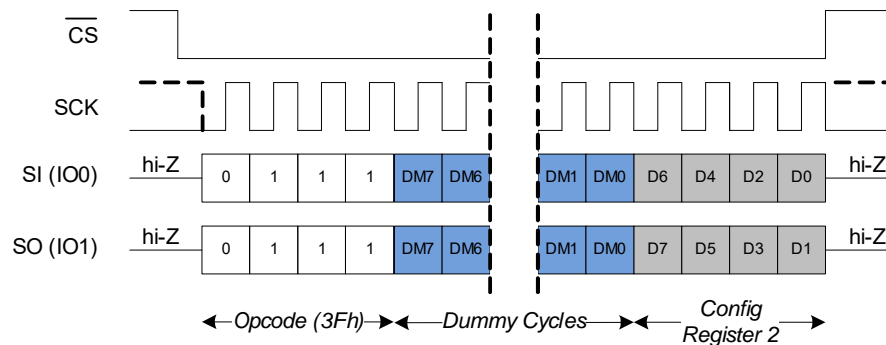 CS
SCK
SI (IO0) hi-Z 0 1 1 1 DM7 DM6 DM1 DM0 D6 D4 D2 D0 hi-Z
SO (IO1) hi-Z 0 1 1 1 DM7 DM6 DM1 DM0 D7 D5 D3 D1 hi-Z
Opcode (3Fh) Dummy Cycles Config
Register 2